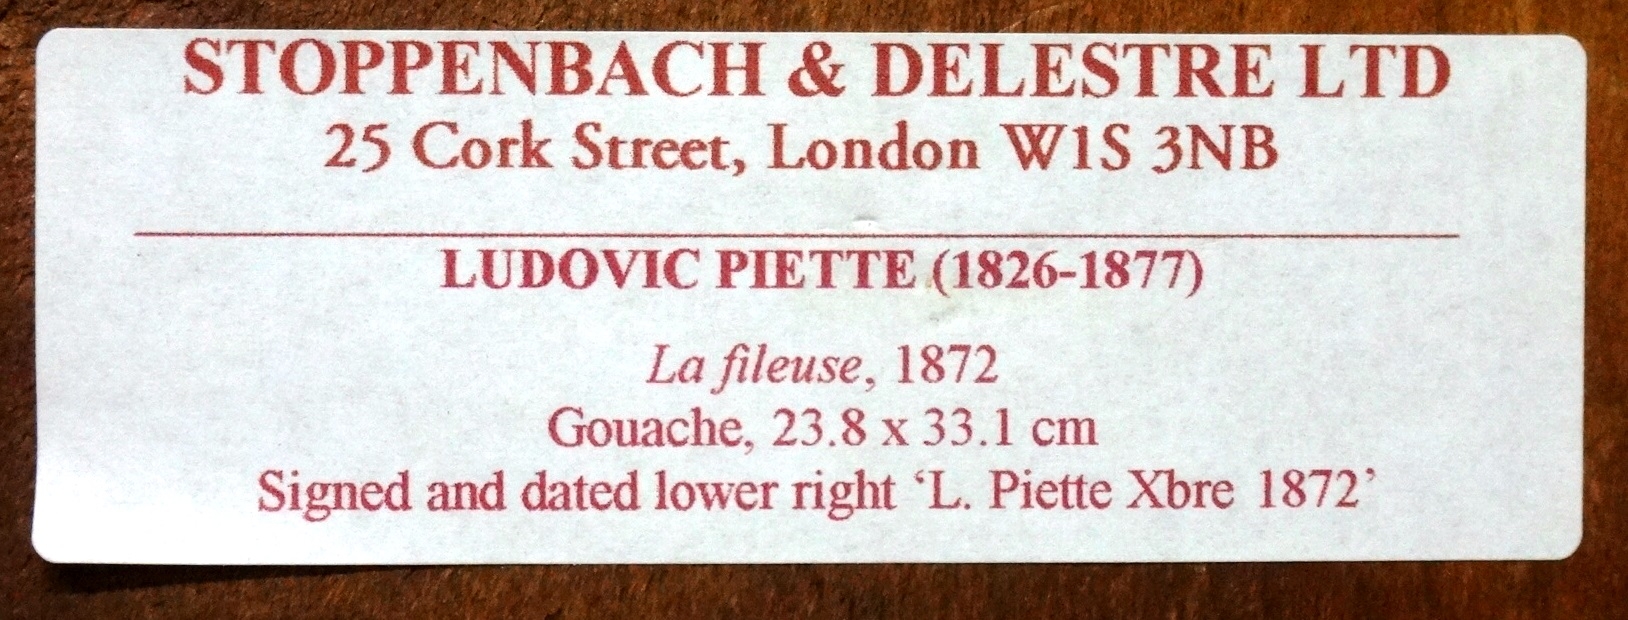 STOPPENBACH & DELESTRE LTD
25 Cork Street, London W1S 3NB
LUDOVIC PIETTE (1826-1877)
La fileuse, 1872
Gouache, 23.8 x 33.1 cm
Signed and dated lower right ‘L. Piette Xbre 1872’